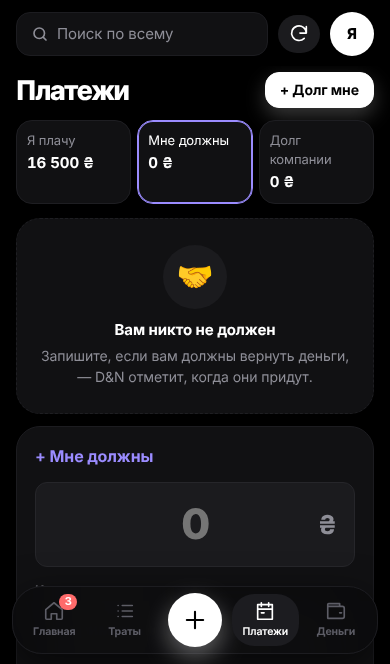 Поиск по всему
Я
Платежи
+ Долг мне
Я плачу
16 500 ₴
Мне должны
0 ₴
Долг
компании
0 ₴
Вам никто не должен
Запишите, если вам должны вернуть деньги,
— D&N отметит, когда они придут.
+ Мне должны
0
₴
3
Главная
Траты
Платежи
Деньги